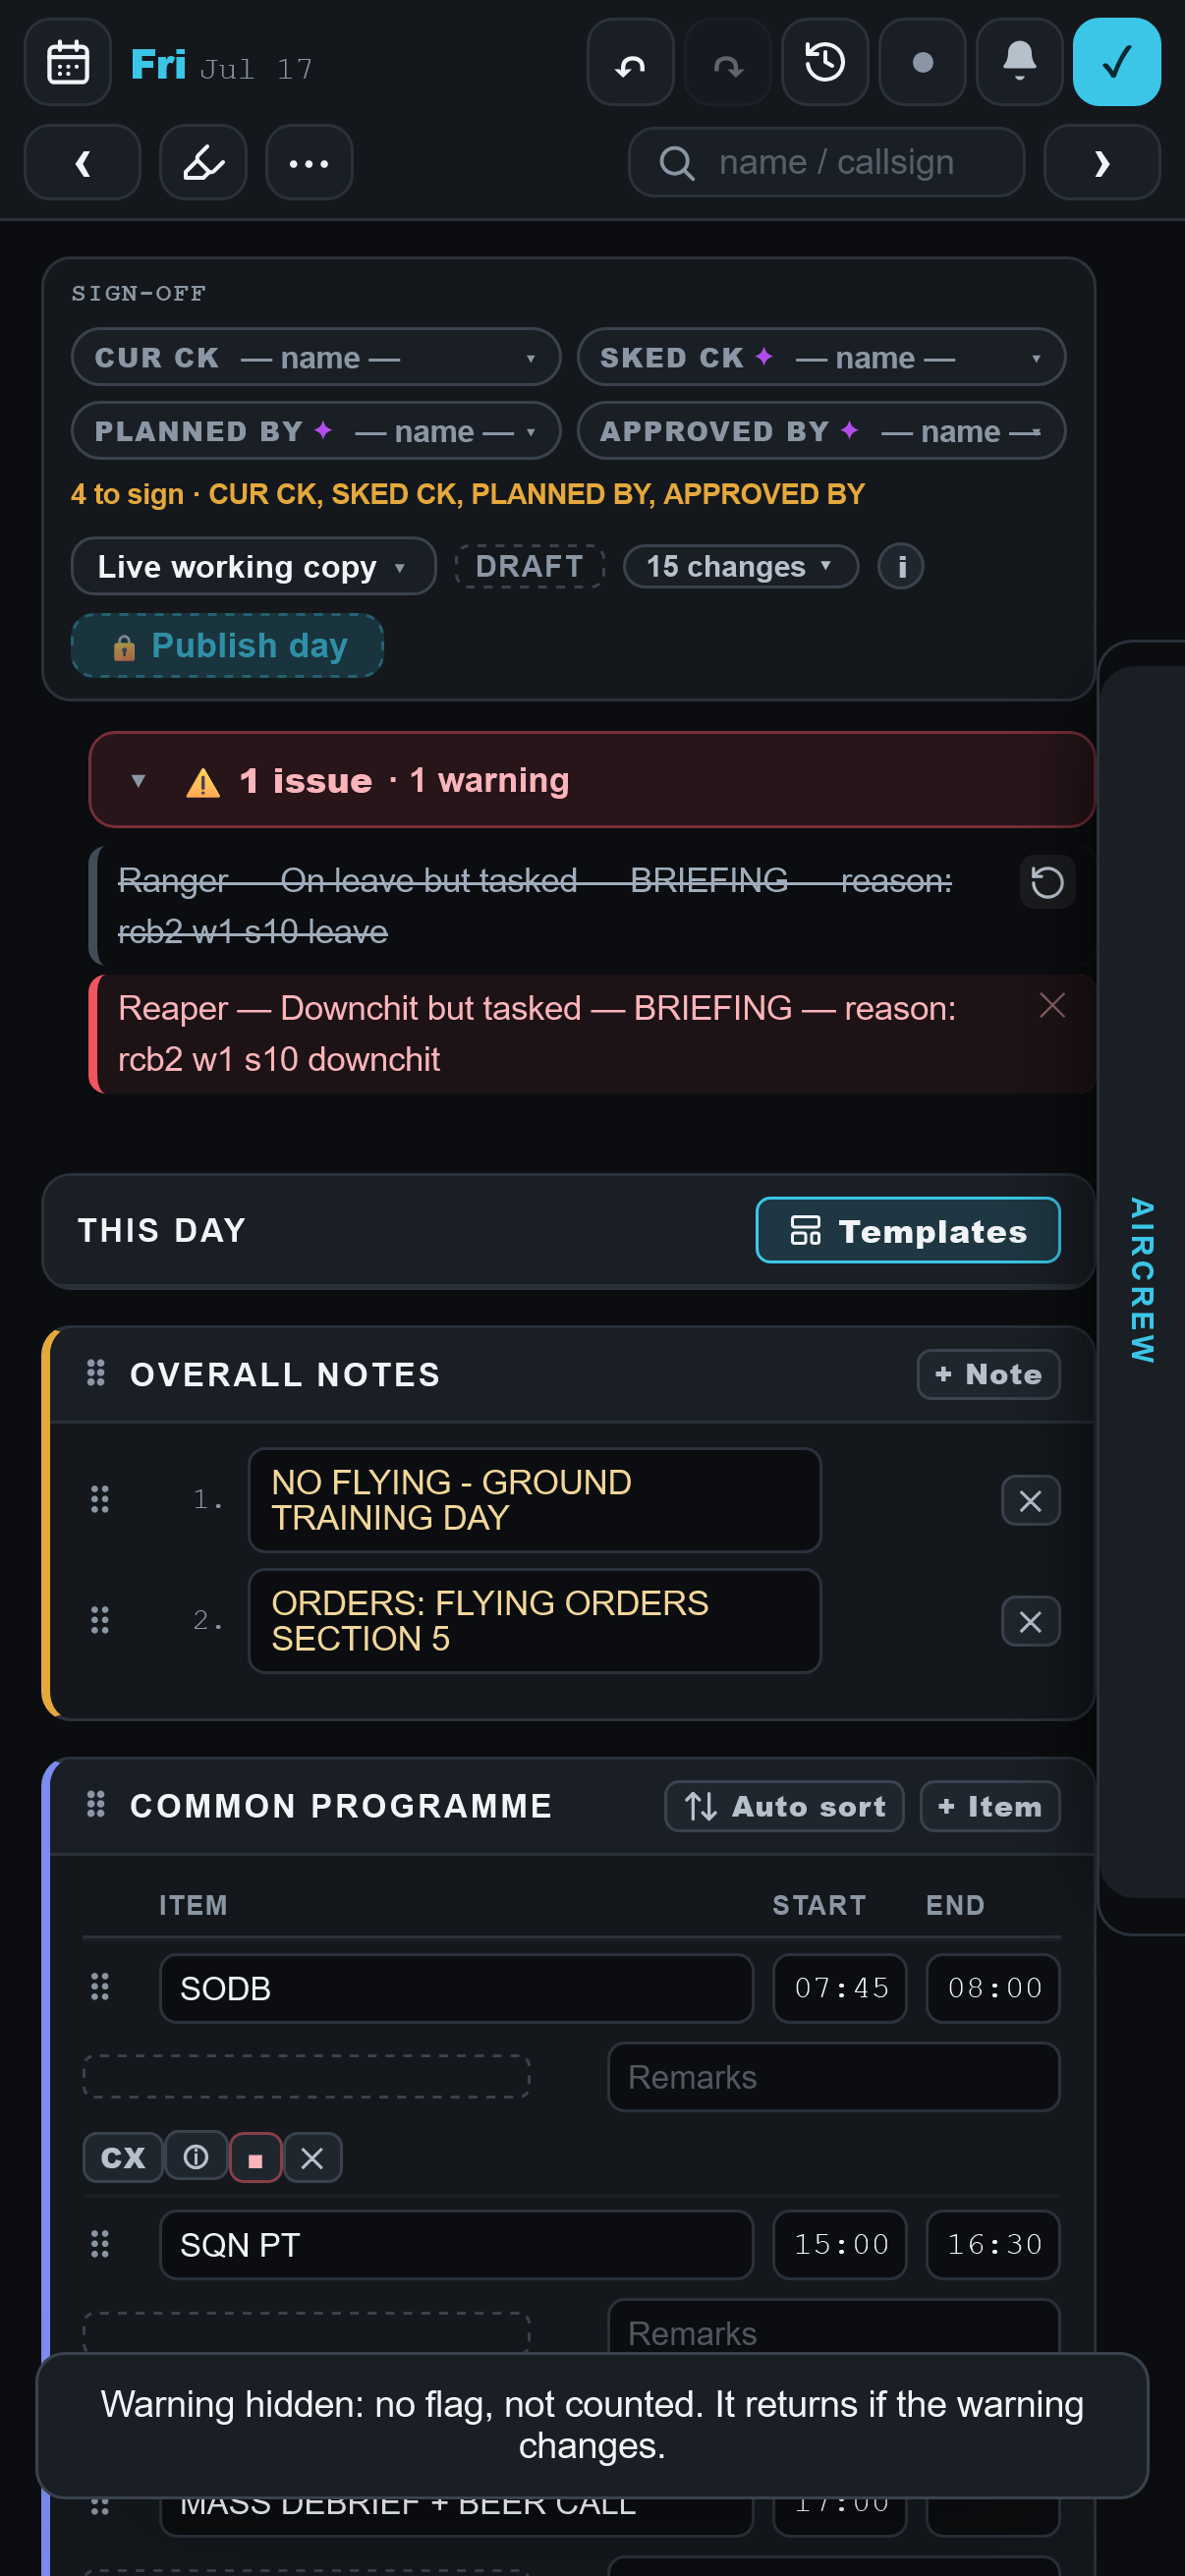 Fri Jul 17
name / callsign
SIGN-OFF
CUR CK — name —
SKED CK — name —
PLANNED BY — name —
APPROVED BY — name —
4 to sign · CUR CK, SKED CK, PLANNED BY, APPROVED BY
Live working copy
DRAFT
15 changes
i
Publish day
1 issue · 1 warning
Ranger — On leave but tasked — BRIEFING — reason:
rcb2 w1 s10 leave
Reaper — Downchit but tasked — BRIEFING — reason:
rcb2 w1 s10 downchit
AIRCREW
THIS DAY
Templates
OVERALL NOTES
+ Note
1. NO FLYING - GROUND
TRAINING DAY
2. ORDERS: FLYING ORDERS
SECTION 5
COMMON PROGRAMME
Auto sort
+ Item
ITEM START END
SODB 07:45 08:00
Remarks
CX
SQN PT 15:00 16:30
Remarks
Warning hidden: no flag, not counted. It returns if the warning
changes.
MASS DEBRIEF + BEER CALL 17:00